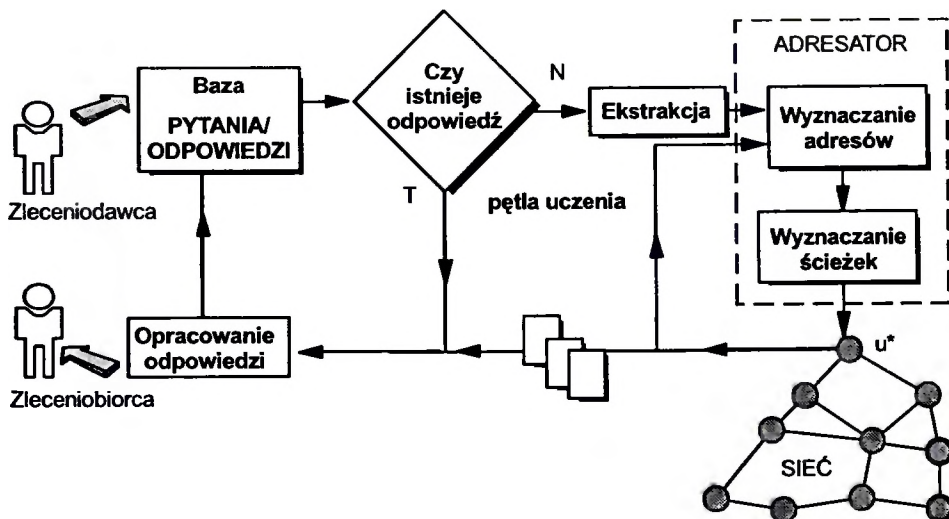 Baza
PYTANIA/
ODPOWIEDZI
Zleceniodawca
Czy
istnieje
odpowiedź
N
T
Ekstrakcja
ADRESATOR
Wyznaczanie
adresów
Wyznaczanie
ścieżek
pętla uczenia
Opracowanie
odpowiedzi
Zleceniobiorca
u*
SIEĆ